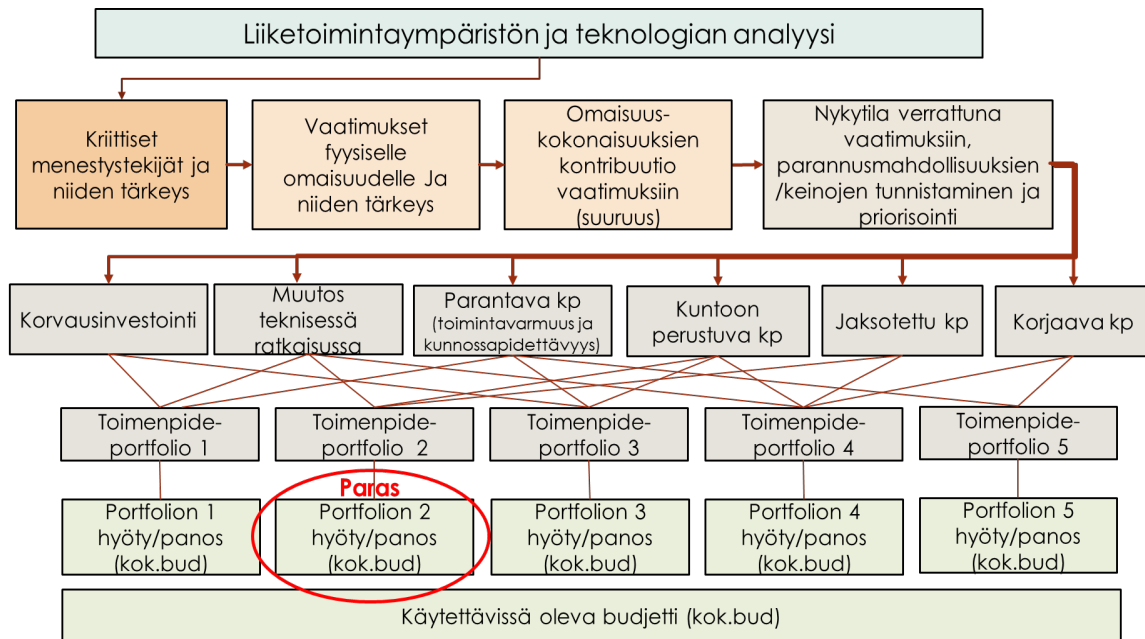 Liiketoimintaympäristön ja teknologian analyysi
Kriittiset
menestystekijät ja
niiden tärkeys
Vaatimukset
fyysiselle
omaisuudelle Ja
niiden tärkeys
Omaisuus-
kokonaisuuksien
kontribuutio
vaatimuksiin
(suuruus)
Nykytila verrattuna
vaatimuksiin,
parannusmahdollisuuksien
/keinojen tunnistaminen ja
priorisointi
Korvausinvestointi
Muutos
teknisessä
ratkaisussa
Parantava kp
(toimintavarmuus ja
kunnossapidettävyys)
Kuntoon
perustuva kp
Jaksotettu kp
Korjaava kp
Toimenpide-
portfolio 1
Toimenpide-
portfolio 2
Toimenpide-
portfolio 3
Toimenpide-
portfolio 4
Toimenpide-
portfolio 5
Paras
Portfolion 1
hyöty/panos
(kok.bud)
Portfolion 2
hyöty/panos
(kok.bud)
Portfolion 3
hyöty/panos
(kok.bud)
Portfolion 4
hyöty/panos
(kok.bud)
Portfolion 5
hyöty/panos
(kok.bud)
Käytettävissä oleva budjetti (kok.bud)